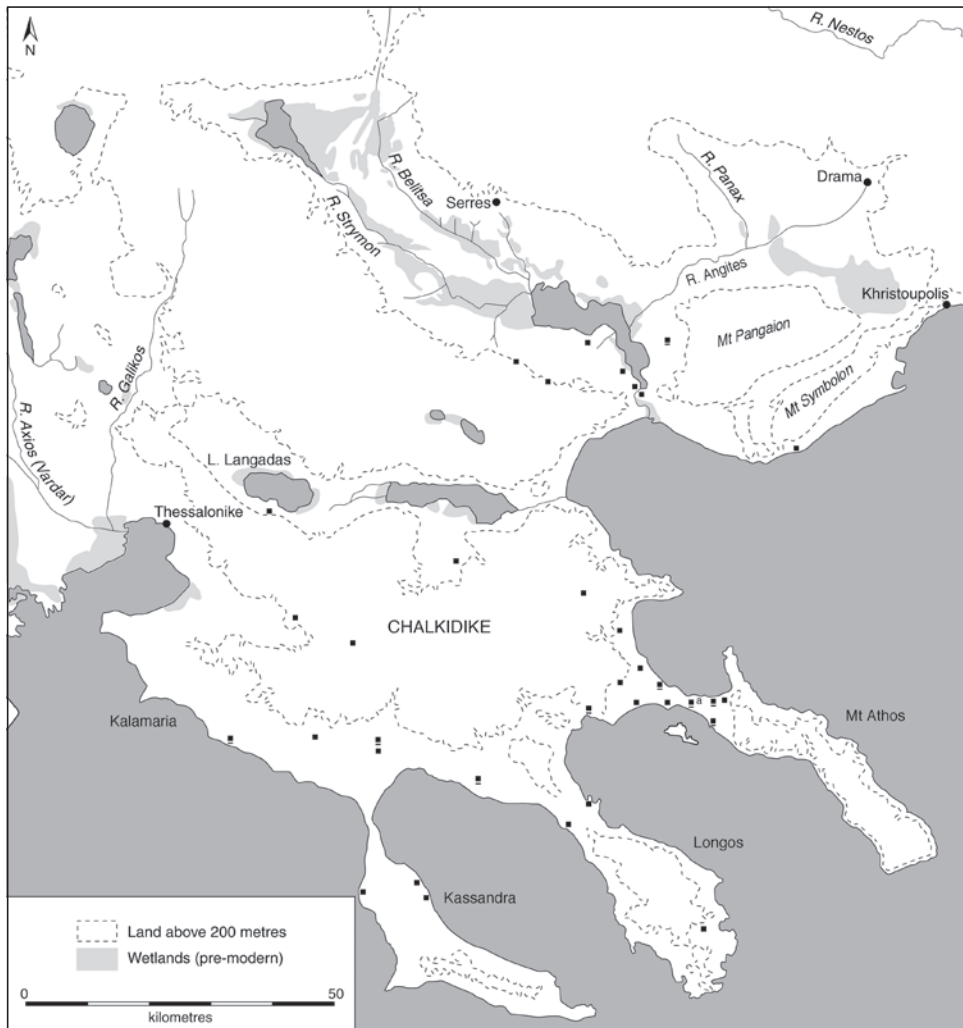 N
R. Nestos
R. Belitsa
R. Panax
Drama
Serres
R. Strymon
R. Angites
Khristoupolis
Mt Pangaion
R. Galikos
Mt Symbolon
R. Axios (Vardar)
L. Langadas
Thessalonike
CHALKIDIKE
a
Kalamaria
Mt Athos
Longos
Kassandra
Land above 200 metres
Wetlands (pre-modern)
0
50
kilometres